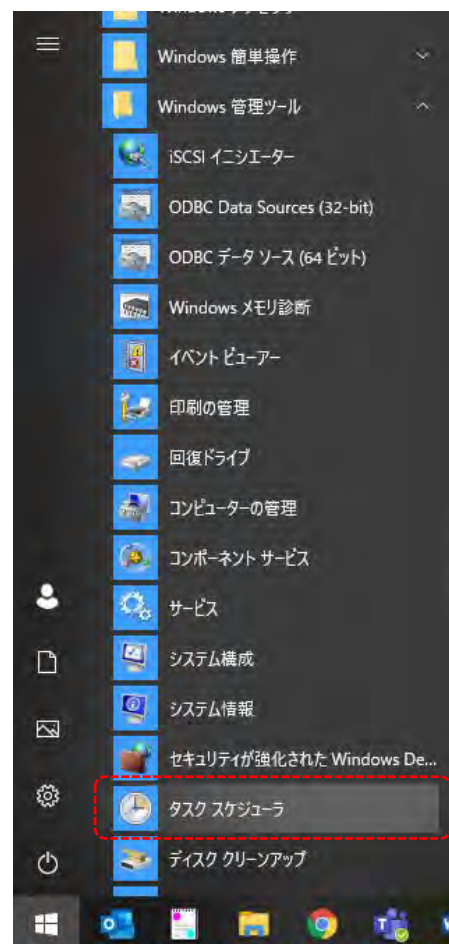 Windows 簡単操作
Windows 管理ツール
iSCSI イニシエーター
ODBC Data Sources (32-bit)
ODBC データ ソース (64 ビット)
Windows メモリ診断
イベント ビューアー
印刷の管理
回復ドライブ
コンピューターの管理
コンポーネント サービス
サービス
システム構成
システム情報
セキュリティが強化された Windows De...
タスク スケジューラ
ディスク クリーンアップ